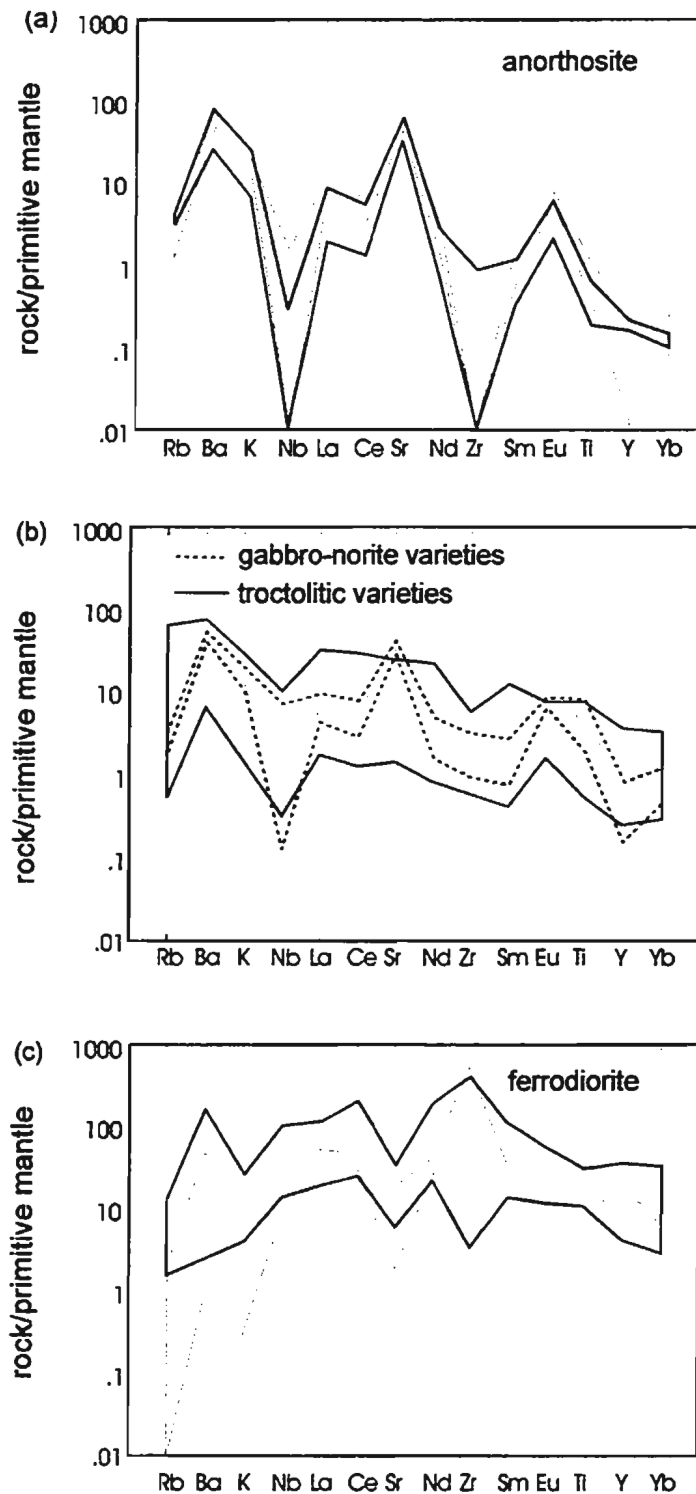 (a)
1000
anorthosite
100
10
1
.1
.01
rock/primitive mantle
Rb Ba K Nb La Ce Sr Nd Zr Sm Eu Ti Y Yb
(b)
1000
gabbro-norite varieties
100
troctolitic varieties
10
1
.1
.01
rock/primitive mantle
Rb Ba K Nb La Ce Sr Nd Zr Sm Eu Ti Y Yb
(c)
1000
ferrodiorite
100
10
1
.1
.01
rock/primitive mantle
Rb Ba K Nb La Ce Sr Nd Zr Sm Eu Ti Y Yb